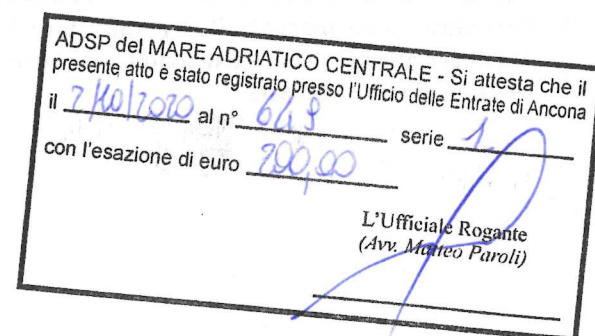 ADSP del MARE ADRIATICO CENTRALE - Si attesta che il
presente atto è stato registrato presso l'Ufficio delle Entrate di Ancona
il 2/10/2020 al n° 649 serie 1
con l'esazione di euro 200,00
L'Ufficiale Rogante
(Avv. Matteo Paroli)